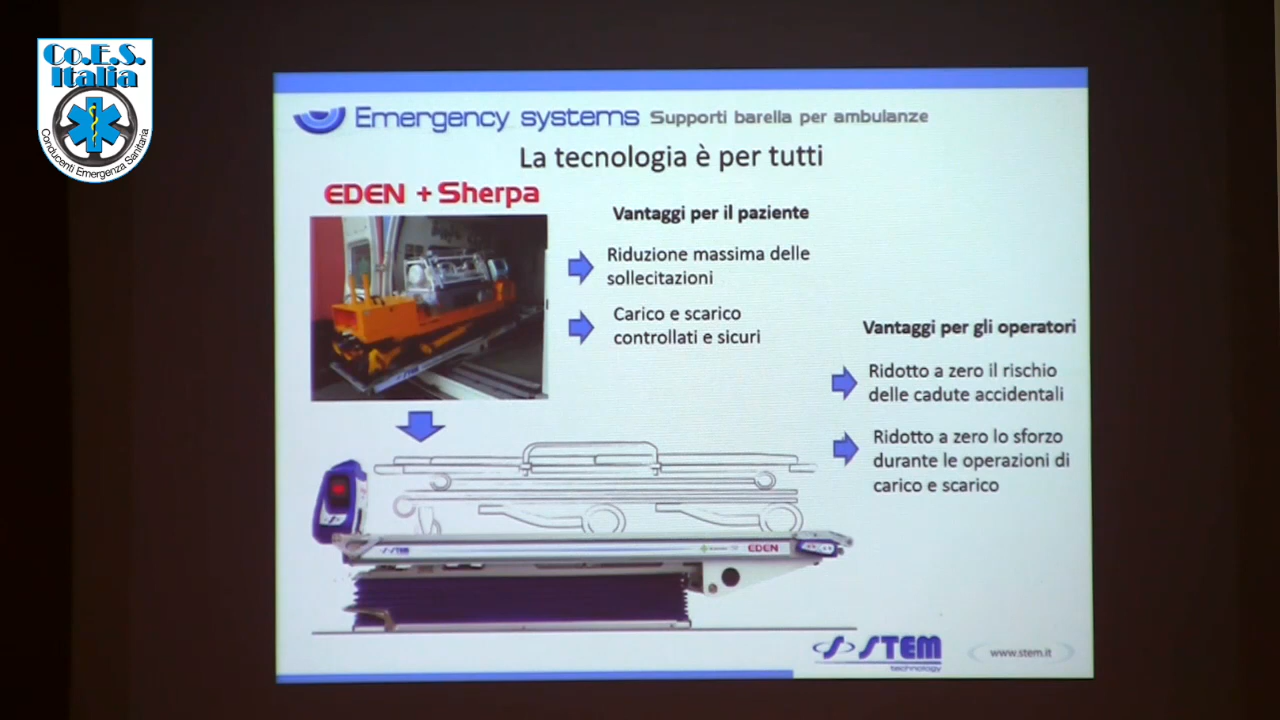 Co.E.S.
Italia
Conducenti Emergenza Sanitaria
Emergency systems Supporti barella per ambulanze
La tecnologia è per tutti
EDEN + Sherpa
Vantaggi per il paziente
Riduzione massima delle
sollecitazioni
Carico e scarico
controllati e sicuri
Vantaggi per gli operatori
Ridotto a zero il rischio
delle cadute accidentali
Ridotto a zero lo sforzo
durante le operazioni di
carico e scarico
STEM
EDEN
STEM
technology
www.stem.it